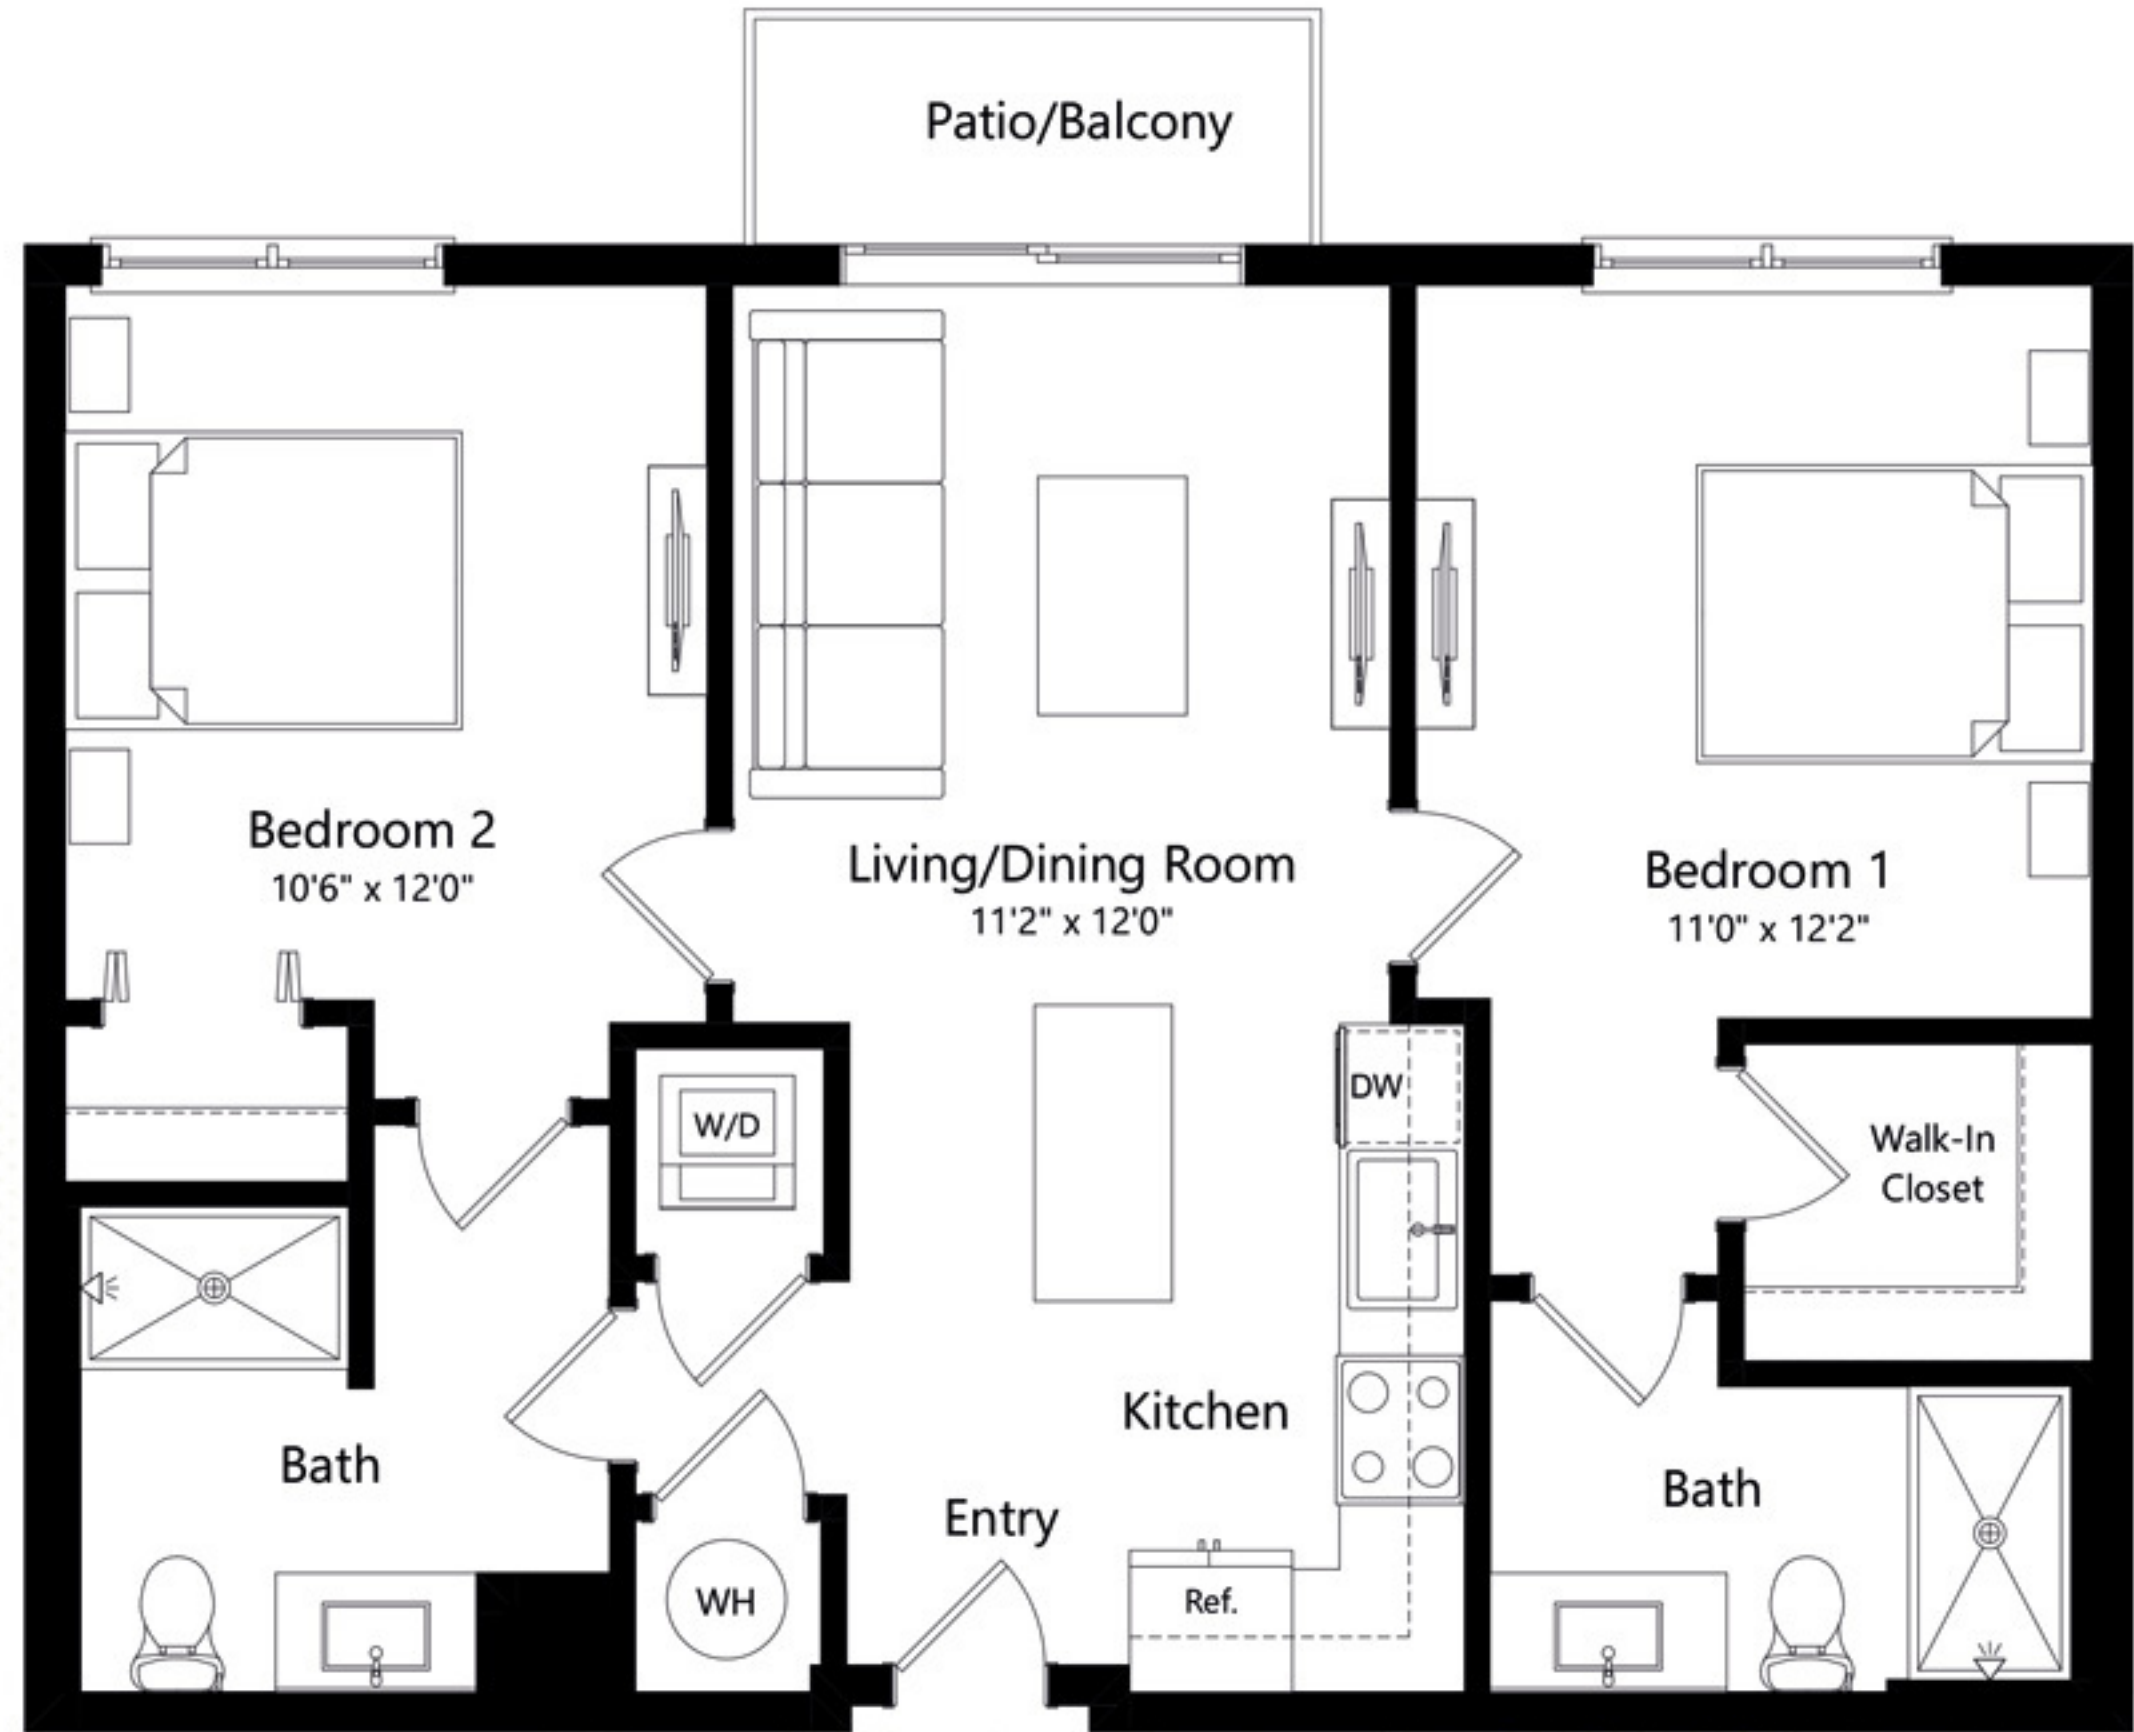 Patio/Balcony
Bedroom 2
10'6" x 12'0"
Living/Dining Room
11'2" x 12'0"
Bedroom 1
11'0" x 12'2"
W/D
DW
Walk-In
Closet
Kitchen
Bath
Entry
Bath
WH
Ref.